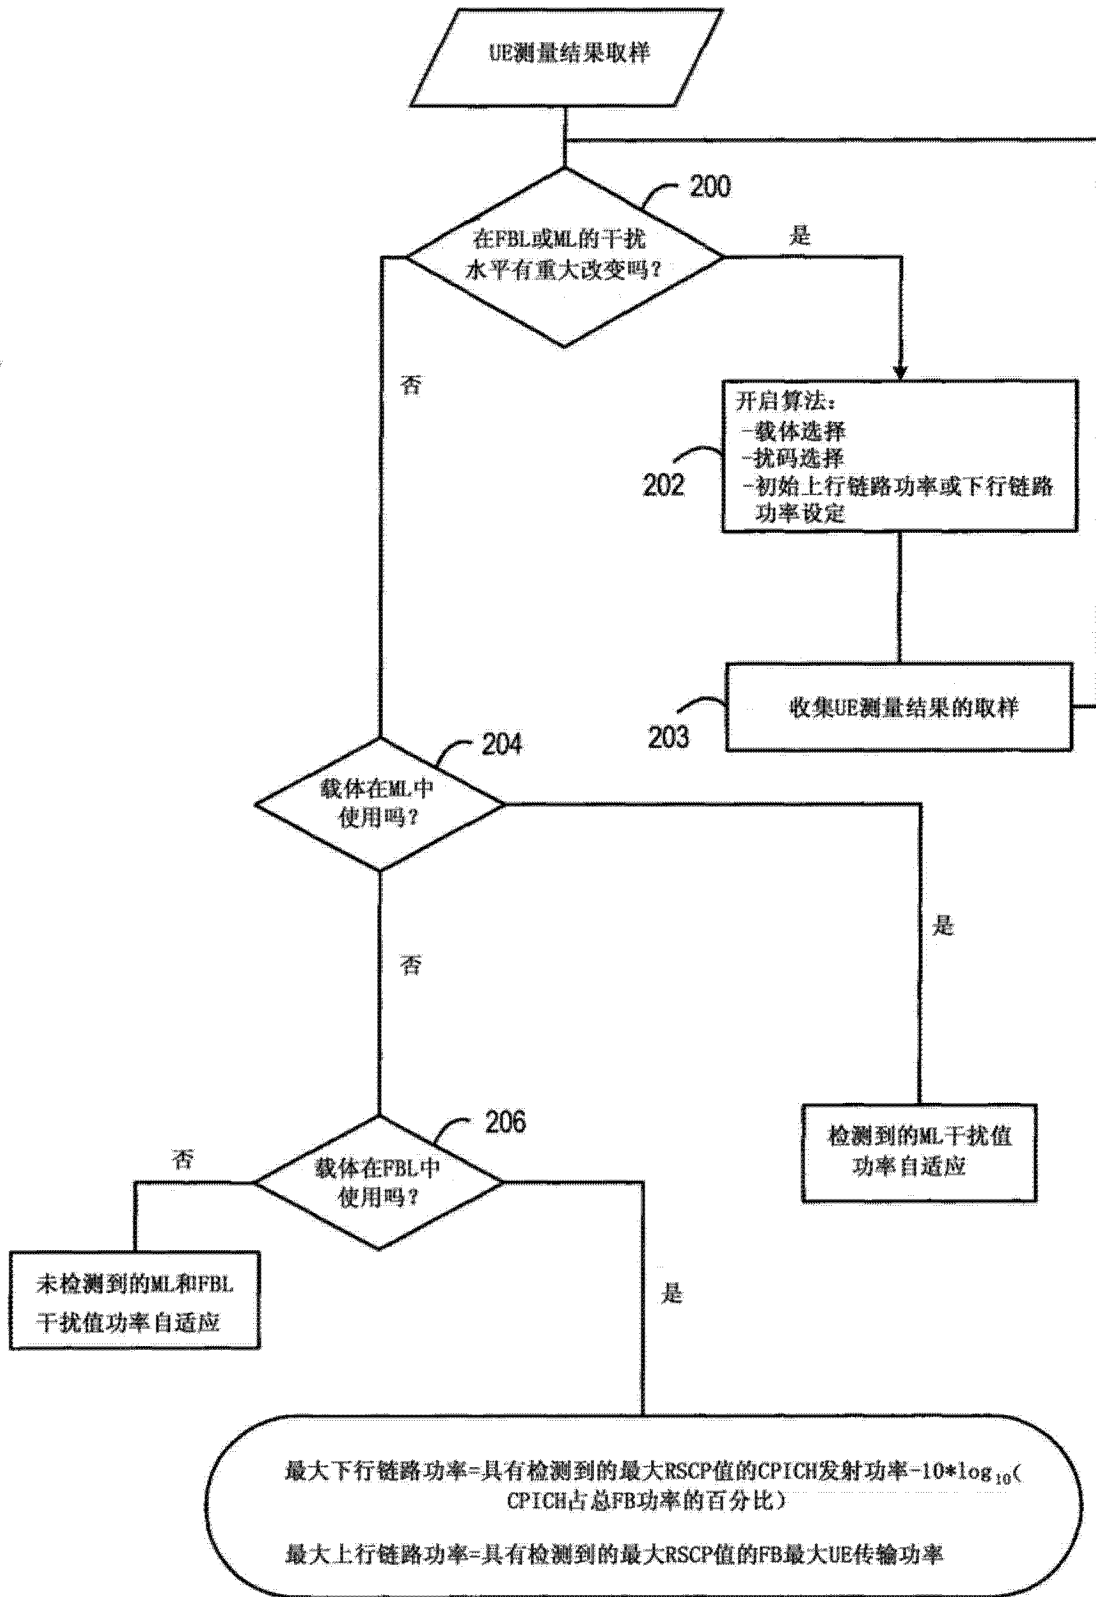 UE测量结果取样
200
在FBL或ML的干扰
水平有重大改变吗?
是
否
开启算法:
-载体选择
-扰码选择
-初始上行链路功率或下行链路
功率设定
202
收集UE测量结果的取样
203
204
载体在ML中
使用吗?
是
否
206
载体在FBL中
使用吗?
否
检测到的ML干扰值
功率自适应
未检测到的ML和FBL
干扰值功率自适应
是
最大下行链路功率=具有检测到的最大RSCP值的CPICH发射功率-10*log₁₀(
CPICH占总FB功率的百分比)
最大上行链路功率=具有检测到的最大RSCP值的FB最大UE传输功率